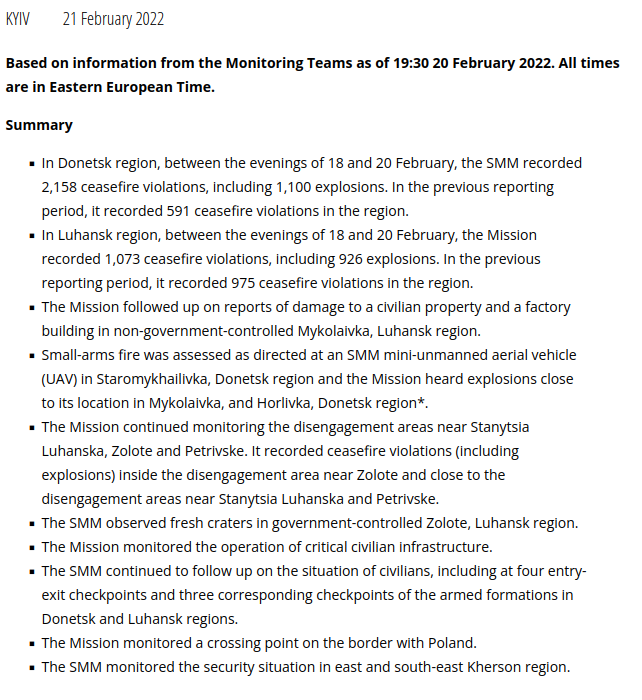 KYIV 21 February 2022
Based on information from the Monitoring Teams as of 19:30 20 February 2022. All times
are in Eastern European Time.
Summary
▪ In Donetsk region, between the evenings of 18 and 20 February, the SMM recorded
2,158 ceasefire violations, including 1,100 explosions. In the previous reporting
period, it recorded 591 ceasefire violations in the region.
▪ In Luhansk region, between the evenings of 18 and 20 February, the Mission
recorded 1,073 ceasefire violations, including 926 explosions. In the previous
reporting period, it recorded 975 ceasefire violations in the region.
▪ The Mission followed up on reports of damage to a civilian property and a factory
building in non-government-controlled Mykolaivka, Luhansk region.
▪ Small-arms fire was assessed as directed at an SMM mini-unmanned aerial vehicle
(UAV) in Staromykhailivka, Donetsk region and the Mission heard explosions close
to its location in Mykolaivka, and Horlivka, Donetsk region*.
▪ The Mission continued monitoring the disengagement areas near Stanytsia
Luhanska, Zolote and Petrivske. It recorded ceasefire violations (including
explosions) inside the disengagement area near Zolote and close to the
disengagement areas near Stanytsia Luhanska and Petrivske.
▪ The SMM observed fresh craters in government-controlled Zolote, Luhansk region.
▪ The Mission monitored the operation of critical civilian infrastructure.
▪ The SMM continued to follow up on the situation of civilians, including at four entry-
exit checkpoints and three corresponding checkpoints of the armed formations in
Donetsk and Luhansk regions.
▪ The Mission monitored a crossing point on the border with Poland.
▪ The SMM monitored the security situation in east and south-east Kherson region.